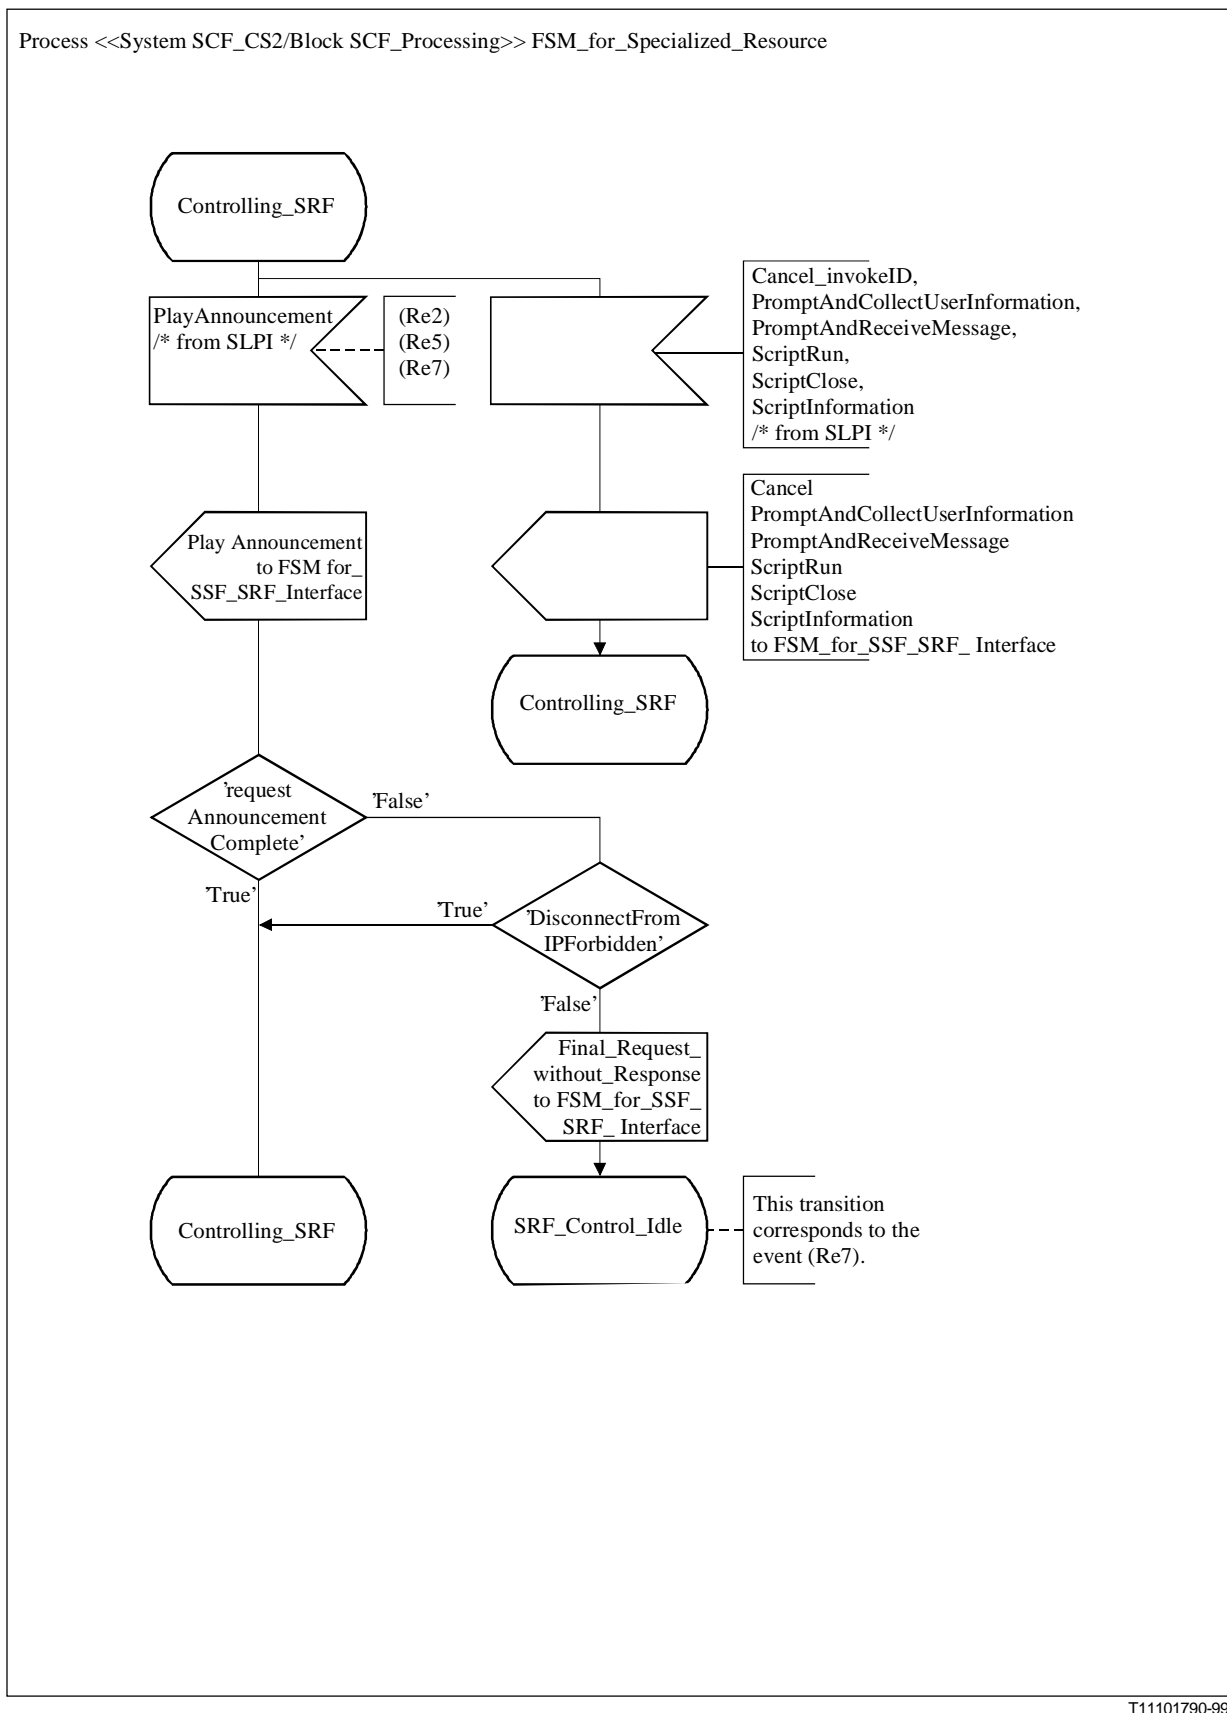 Process <<System SCF_CS2/Block SCF_Processing>> FSM_for_Specialized_Resource
Controlling_SRF
PlayAnnouncement
/* from SLPI */
(Re2)
(Re5)
(Re7)
Cancel_invokeID,
PromptAndCollectUserInformation,
PromptAndReceiveMessage,
ScriptRun,
ScriptClose,
ScriptInformation
/* from SLPI */
Play Announcement
to FSM for_
SSF_SRF_Interface
Cancel
PromptAndCollectUserInformation
PromptAndReceiveMessage
ScriptRun
ScriptClose
ScriptInformation
to FSM_for_SSF_SRF_ Interface
Controlling_SRF
'request
Announcement
Complete'
'False'
'True'
'True'
'DisconnectFrom
IPForbidden'
'False'
Final_Request_
without_Response
to FSM_for_SSF_
SRF_ Interface
Controlling_SRF
SRF_Control_Idle
This transition
corresponds to the
event (Re7).
T11101790-99